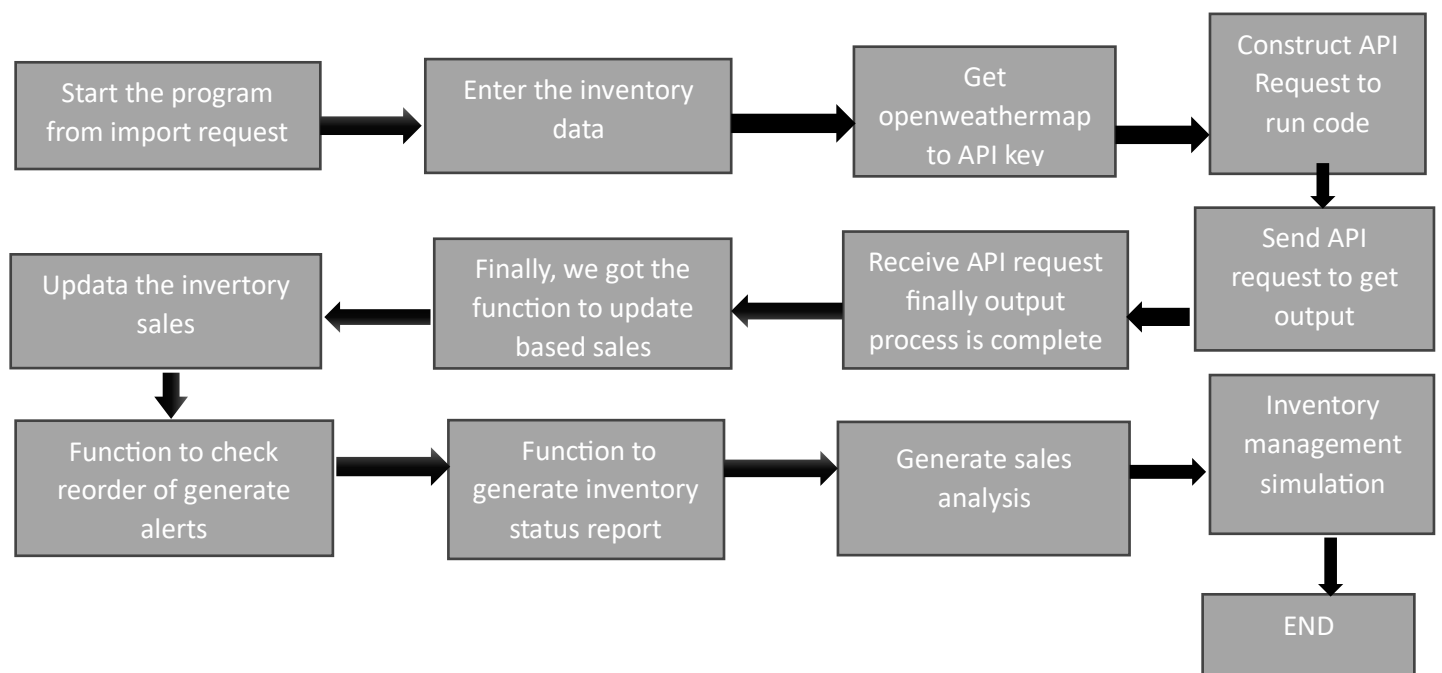 Start the program
from import request
Enter the inventory
data
Get
openweathermap
to API key
Construct API
Request to
run code
Send API
request to get
output
Receive API request
finally output
process is complete
Finally, we got the
function to update
based sales
Updata the invertory
sales
Function to check
reorder of generate
alerts
Function to
generate inventory
status report
Generate sales
analysis
Inventory
management
simulation
END